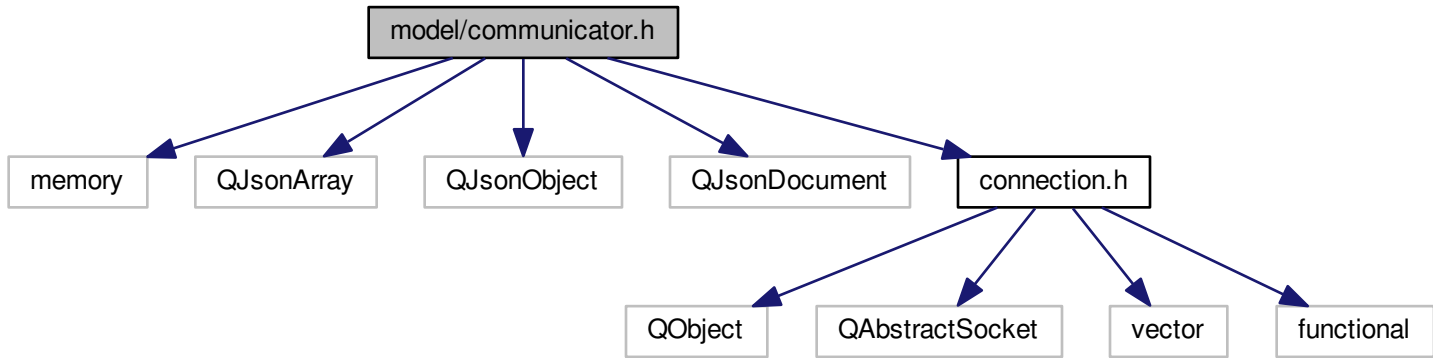 model/communicator.h
memory
QJsonArray
QJsonObject
QJsonDocument
connection.h
QObject
QAbstractSocket
vector
functional